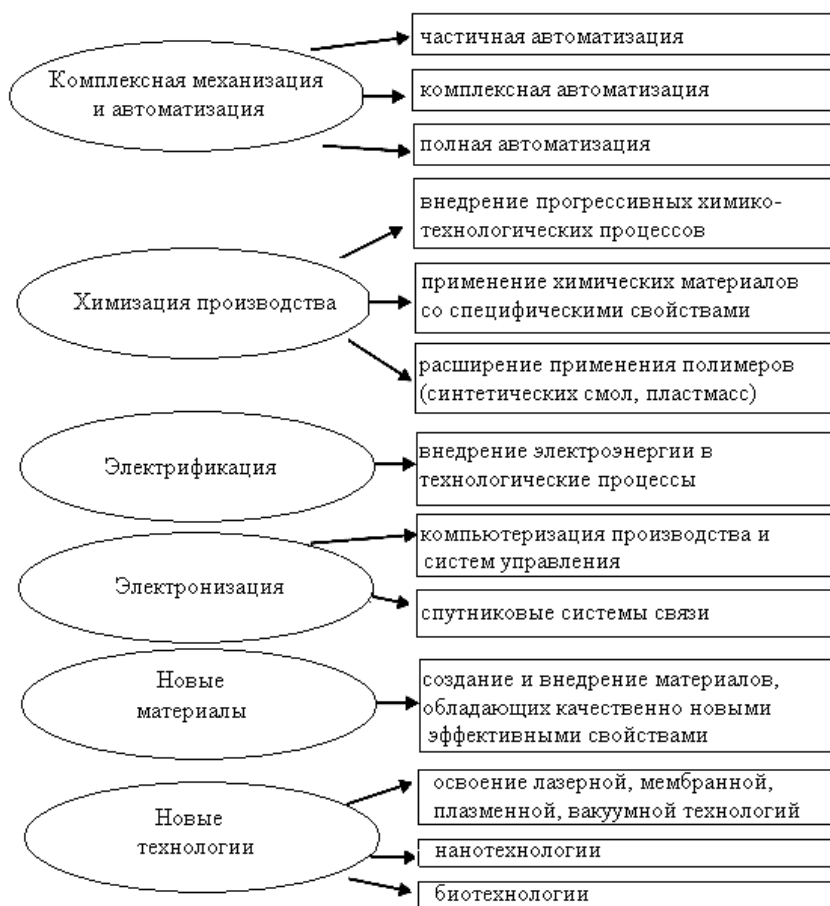 Комплексная механизация
и автоматизация
частичная автоматизация
комплексная автоматизация
полная автоматизация
Химизация производства
внедрение прогрессивных химико-
технологических процессов
применение химических материалов
со специфическими свойствами
расширение применения полимеров
(синтетических смол, пластмасс)
Электрификация
внедрение электроэнергии в
технологические процессы
Электронизация
компьютеризация производства и
систем управления
спутниковые системы связи
Новые
материалы
создание и внедрение материалов,
обладающих качественно новыми
эффективными свойствами
Новые
технологии
освоение лазерной, мембранной,
плазменной, вакуумной технологий
нанотехнологии
биотехнологии